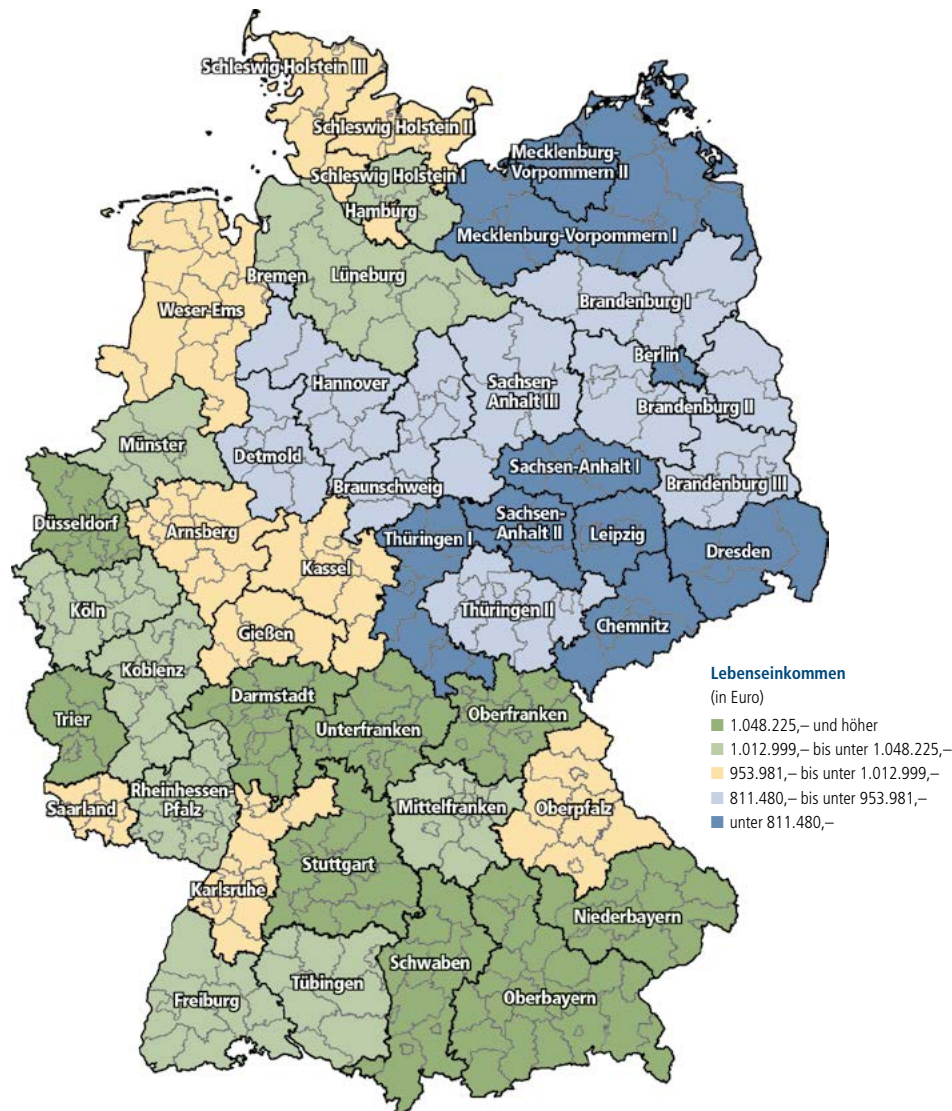 Schleswig Holstein III
Schleswig Holstein II
Mecklenburg-
Vorpommern II
Schleswig Holstein I
Hamburg
Mecklenburg-Vorpommern I
Bremen
Lüneburg
Brandenburg I
Weser-Ems
Berlin
Hannover
Sachsen-
Anhalt III
Brandenburg II
Münster
Detmold
Sachsen-Anhalt I
Braunschweig
Brandenburg III
Düsseldorf
Arnsberg
Thüringen I
Sachsen-
Anhalt II
Leipzig
Dresden
Kassel
Köln
Thüringen II
Chemnitz
Gießen
Koblenz
Darmstadt
Trier
Unterfranken
Oberfranken
Rheinhessen-
Pfalz
Saarland
Mittelfranken
Oberpfalz
Stuttgart
Karlsruhe
Niederbayern
Schwaben
Tübingen
Freiburg
Oberbayern
Lebenseinkommen
(in Euro)
1.048.225,– und höher
1.012.999,– bis unter 1.048.225,–
953.981,– bis unter 1.012.999,–
811.480,– bis unter 953.981,–
unter 811.480,–